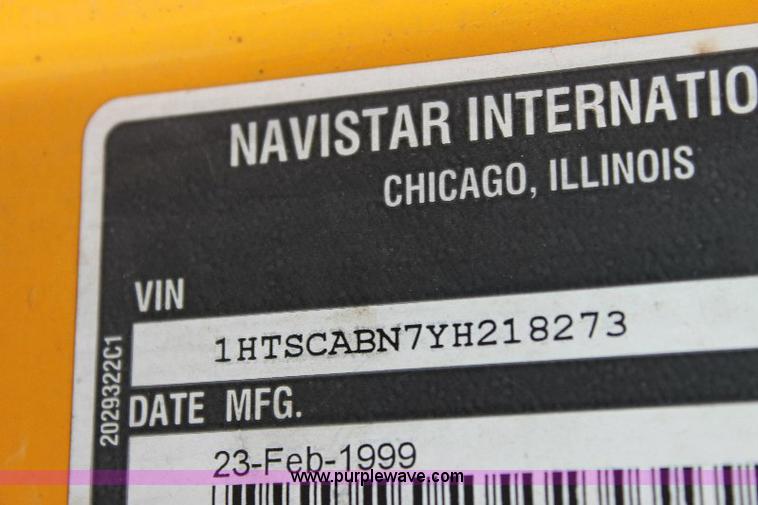 NAVISTAR INTERNATIO
CHICAGO, ILLINOIS
VIN
1HTSCABN7YH218273
2029322C1
DATE MFG.
23-Feb-1999
www.purplewave.com